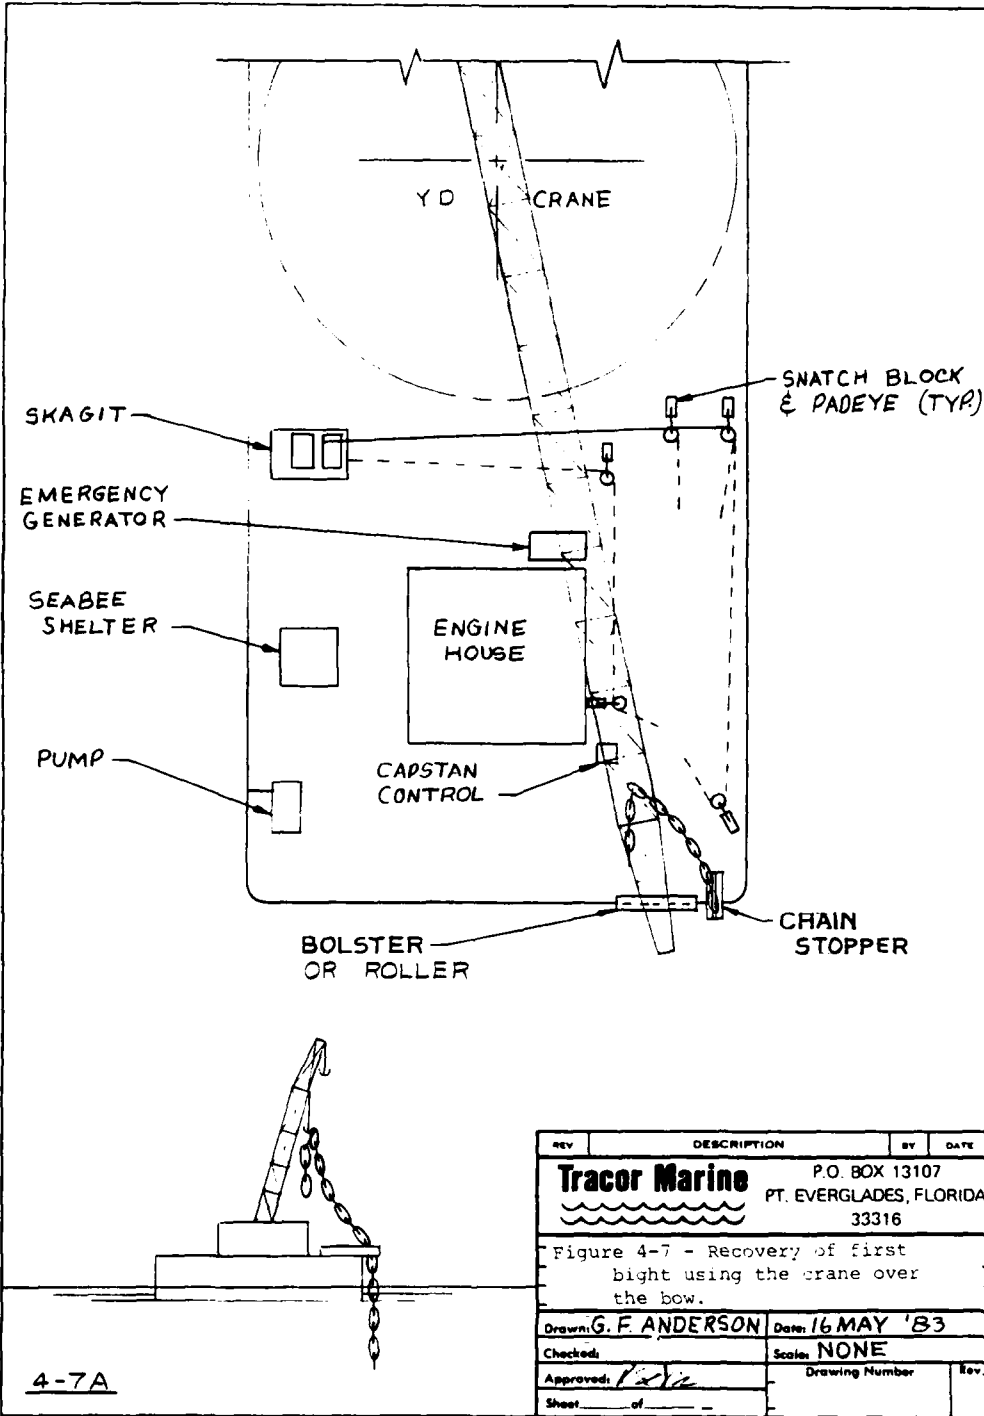 YD CRANE
SNATCH BLOCK
& PADEYE (TYP.)
SKAGIT
EMERGENCY
GENERATOR
SEABEE
SHELTER
ENGINE
HOUSE
PUMP
CAPSTAN
CONTROL
CHAIN
STOPPER
BOLSTER
OR ROLLER
4-7A
REV DESCRIPTION BY DATE
Tracor Marine
P.O. BOX 13107
PT. EVERGLADES, FLORIDA
33316
Figure 4-7 - Recovery of first
bight using the crane over
the bow.
Drawn: G. F. ANDERSON Date: 16 MAY '83
Checked: Scale: NONE
Approved: Drawing Number Rev.
Sheet of